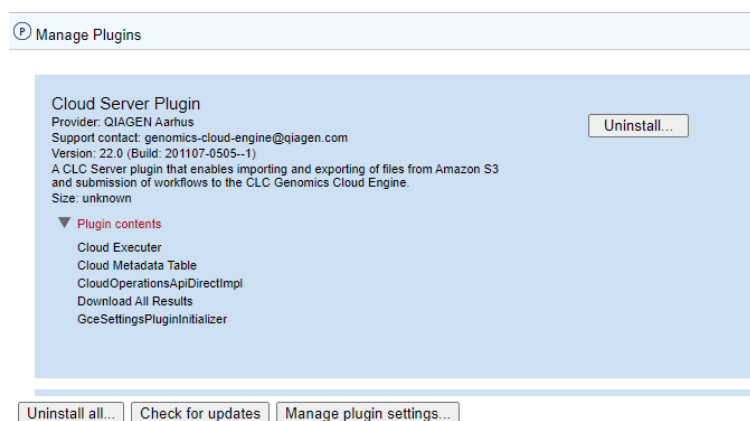 P Manage Plugins
Cloud Server Plugin
Provider: QIAGEN Aarhus
Uninstall...
Support contact: genomics-cloud-engine@qiagen.com
Version: 22.0 (Build: 201107-0505--1)
A CLC Server plugin that enables importing and exporting of files from Amazon S3
and submission of workflows to the CLC Genomics Cloud Engine.
Size: unknown
Plugin contents
Cloud Executer
Cloud Metadata Table
CloudOperationsApiDirectImpl
Download All Results
GceSettingsPluginInitializer
Uninstall all... Check for updates Manage plugin settings...